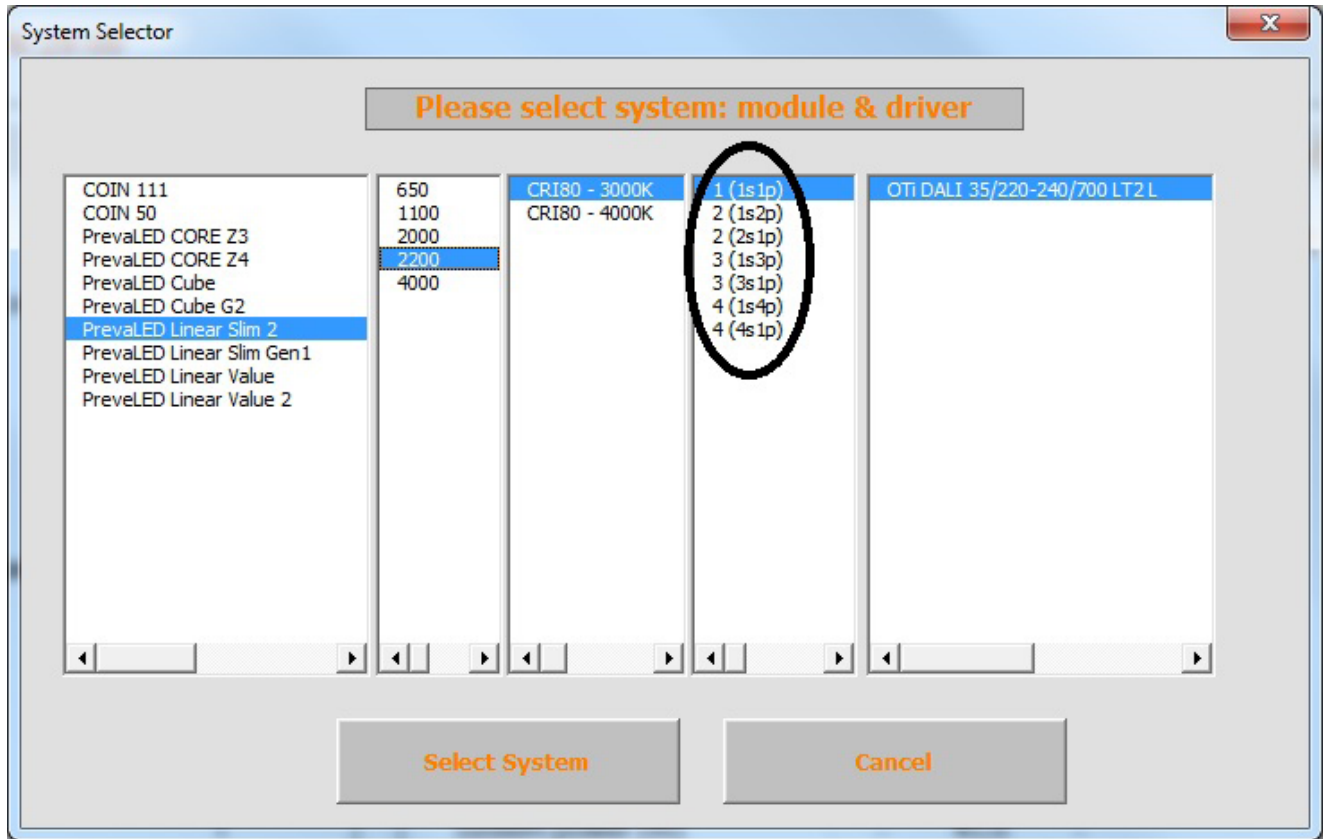 System Selector
Please select system: module & driver
COIN 111
COIN 50
PrevaLED CORE Z3
PrevaLED CORE Z4
PrevaLED Cube
PrevaLED Cube G2
PrevaLED Linear Slim 2
PrevaLED Linear Slim Gen1
PreveLED Linear Value
PreveLED Linear Value 2
650
1100
2000
2200
4000
CRI80 - 3000K
CRI80 - 4000K
1 (1s1p)
2 (1s2p)
2 (2s1p)
3 (1s3p)
3 (3s1p)
4 (1s4p)
4 (4s1p)
OTi DALI 35/220-240/700 LT2 L
Select System
Cancel